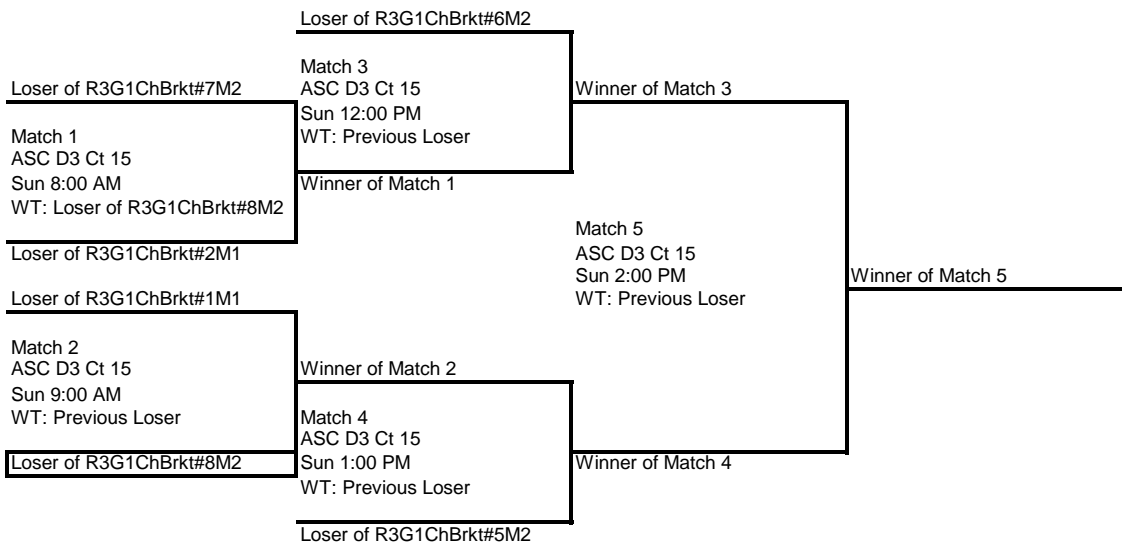 Loser of R3G1ChBrkt#6M2
Match 3
ASC D3 Ct 15
Sun 12:00 PM
WT: Previous Loser
Loser of R3G1ChBrkt#7M2
Match 1
ASC D3 Ct 15
Sun 8:00 AM
WT: Loser of R3G1ChBrkt#8M2
Loser of R3G1ChBrkt#2M1
Winner of Match 3
Winner of Match 1
Match 5
ASC D3 Ct 15
Sun 2:00 PM
WT: Previous Loser
Winner of Match 5
Loser of R3G1ChBrkt#1M1
Match 2
ASC D3 Ct 15
Sun 9:00 AM
WT: Previous Loser
Loser of R3G1ChBrkt#8M2
Winner of Match 2
Match 4
ASC D3 Ct 15
Sun 1:00 PM
WT: Previous Loser
Winner of Match 4
Loser of R3G1ChBrkt#5M2